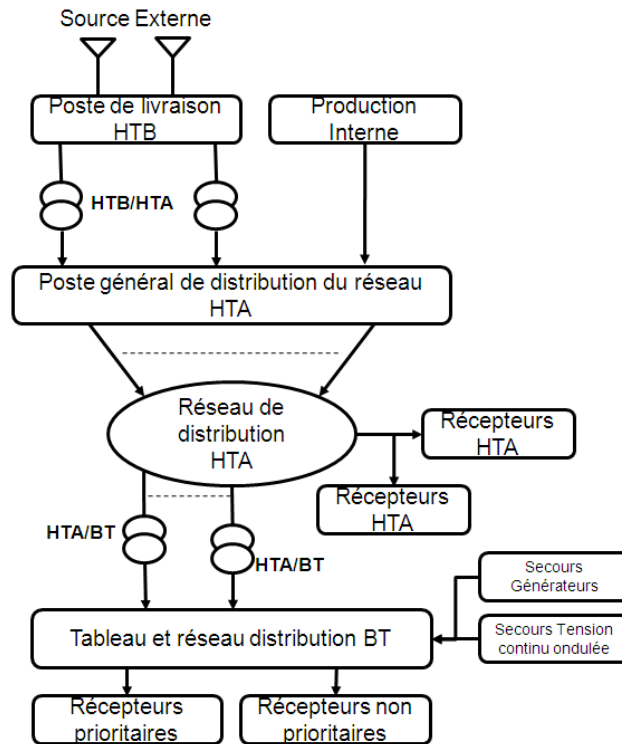 Source Externe
Poste de livraison
HTB
Production
Interne
HTB/HTA
Poste général de distribution du réseau
HTA
Réseau de
distribution
HTA
Récepteurs
HTA
Récepteurs
HTA
HTA/BT
HTA/BT
Secours
Générateurs
Tableau et réseau distribution BT
Secours Tension
continu ondulée
Récepteurs
prioritaires
Récepteurs non
prioritaires